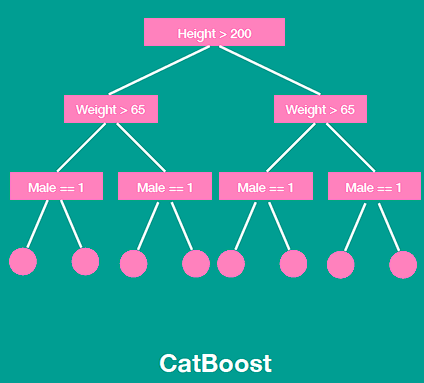 Height > 200
Weight > 65
Weight > 65
Male == 1
Male == 1
Male == 1
Male == 1
CatBoost